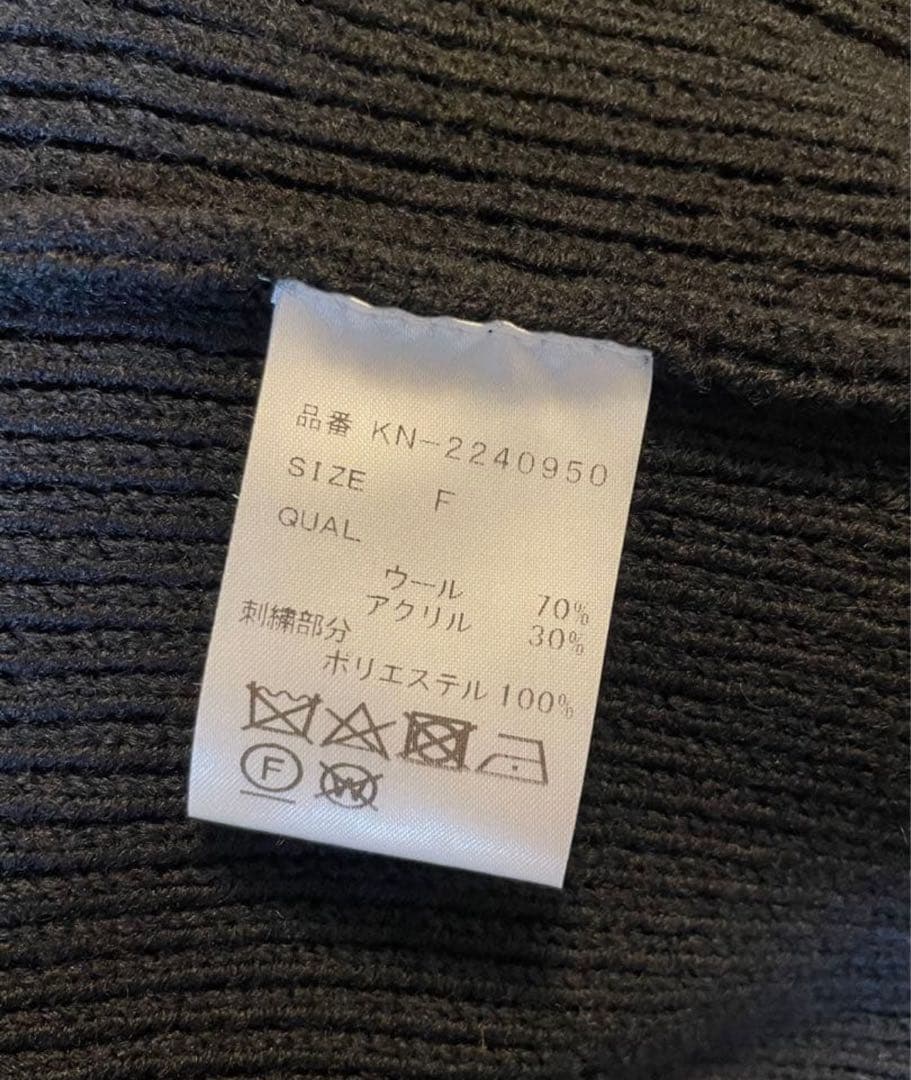 品番 KN-2240950
SIZE F
QUAL
ウール 70%
アクリル 30%
刺繍部分
ポリエステル 100%
F W